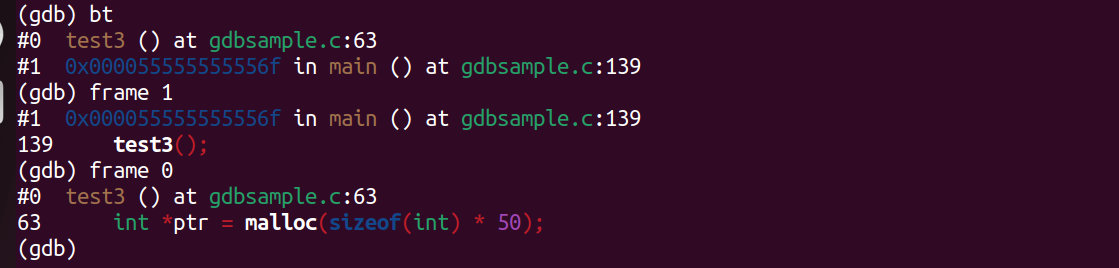 (gdb) bt
#0  test3 () at gdbsample.c:63
#1  0x000055555555556f in main () at gdbsample.c:139
(gdb) frame 1
#1  0x000055555555556f in main () at gdbsample.c:139
139     test3();
(gdb) frame 0
#0  test3 () at gdbsample.c:63
63      int *ptr = malloc(sizeof(int) * 50);
(gdb)